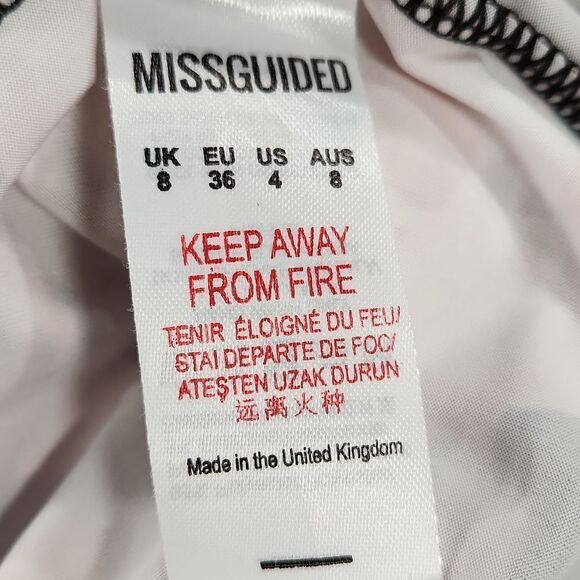 MISSGUIDED
UK EU US AUS
8 36 4 8
KEEP AWAY
FROM FIRE
TENIR ÉLOIGNÉ DU FEU/
STAI DEPARTE DE FOC/
ATEŞTEN UZAK DURUN
远离火种
Made in the United Kingdom